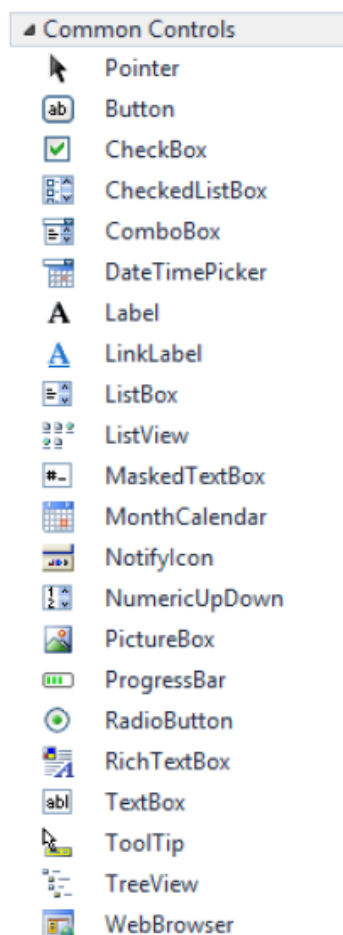 Common Controls
Pointer
Button
CheckBox
CheckedListBox
ComboBox
DateTimePicker
Label
LinkLabel
ListBox
ListView
MaskedTextBox
MonthCalendar
NotifyIcon
NumericUpDown
PictureBox
ProgressBar
RadioButton
RichTextBox
TextBox
ToolTip
TreeView
WebBrowser